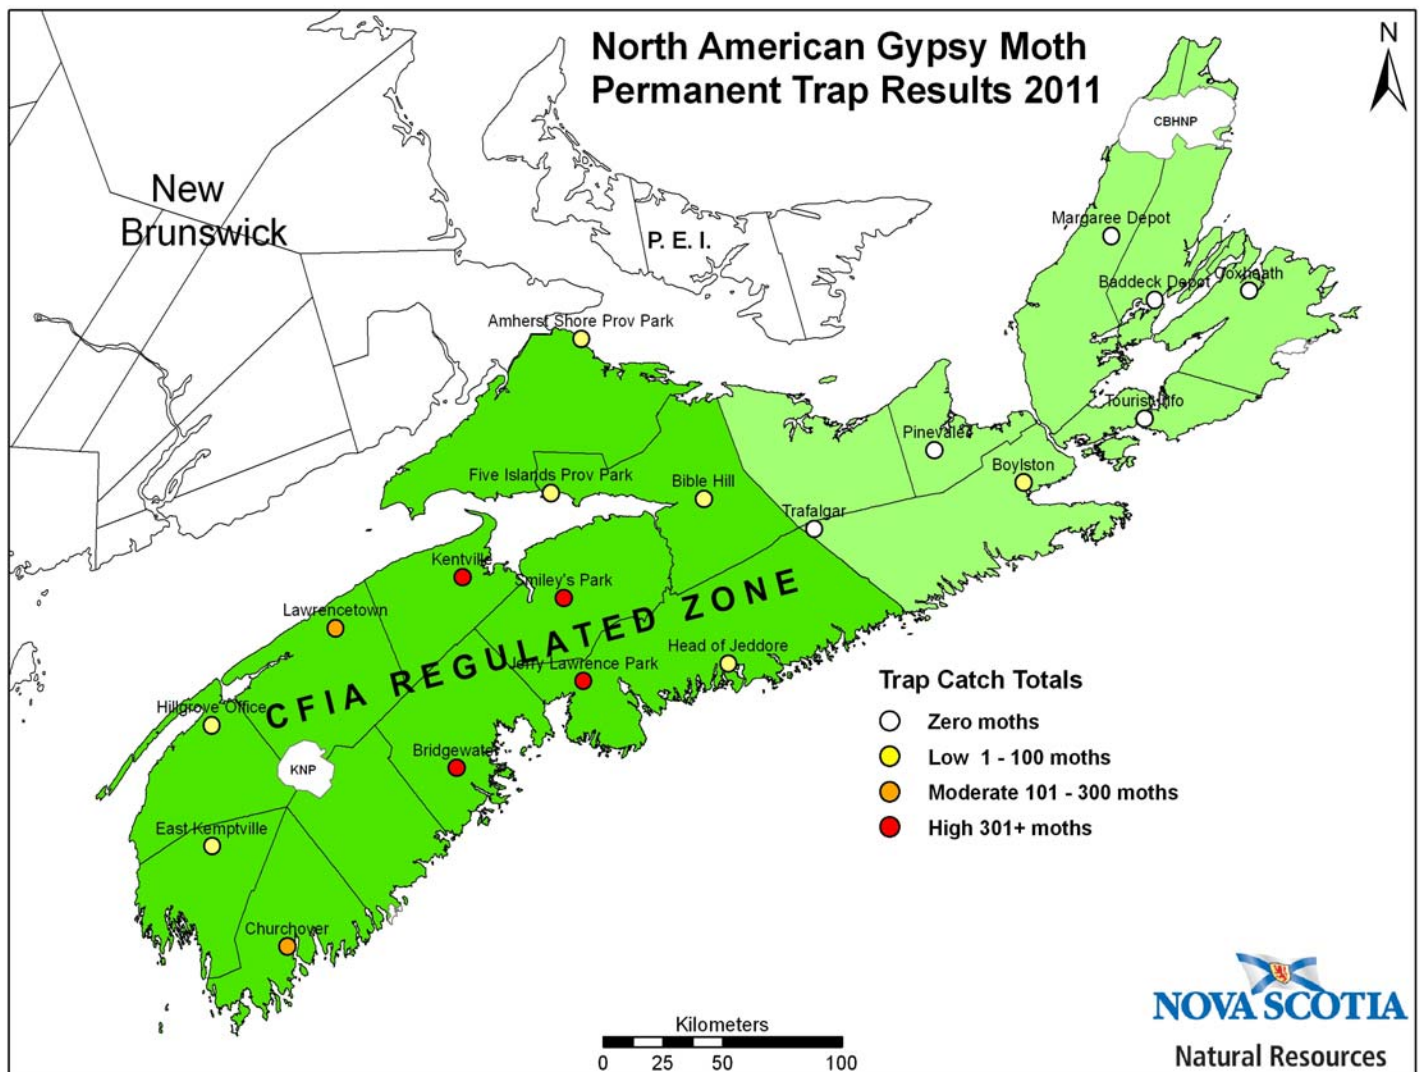 North American Gypsy Moth
Permanent Trap Results 2011
N
CBHNP
New
Brunswick
P. E. I.
Margaree Depot
Baddeck Depot
Coxheath
Amherst Shore Prov Park
Tourist Info
Pinevalee
Boylston
Five Islands Prov Park
Bible Hill
Trafalgar
Kentville
Smiley's Park
Lawrencetown
CFIA REGULATED ZONE
Head of Jeddore
Jerry Lawrence Park
Hillgrove Office
Bridgewater
KNP
East Kemptville
Churchover
Trap Catch Totals
Zero moths
Low 1 - 100 moths
Moderate 101 - 300 moths
High 301+ moths
Kilometers
0 25 50 100
NOVA SCOTIA
Natural Resources